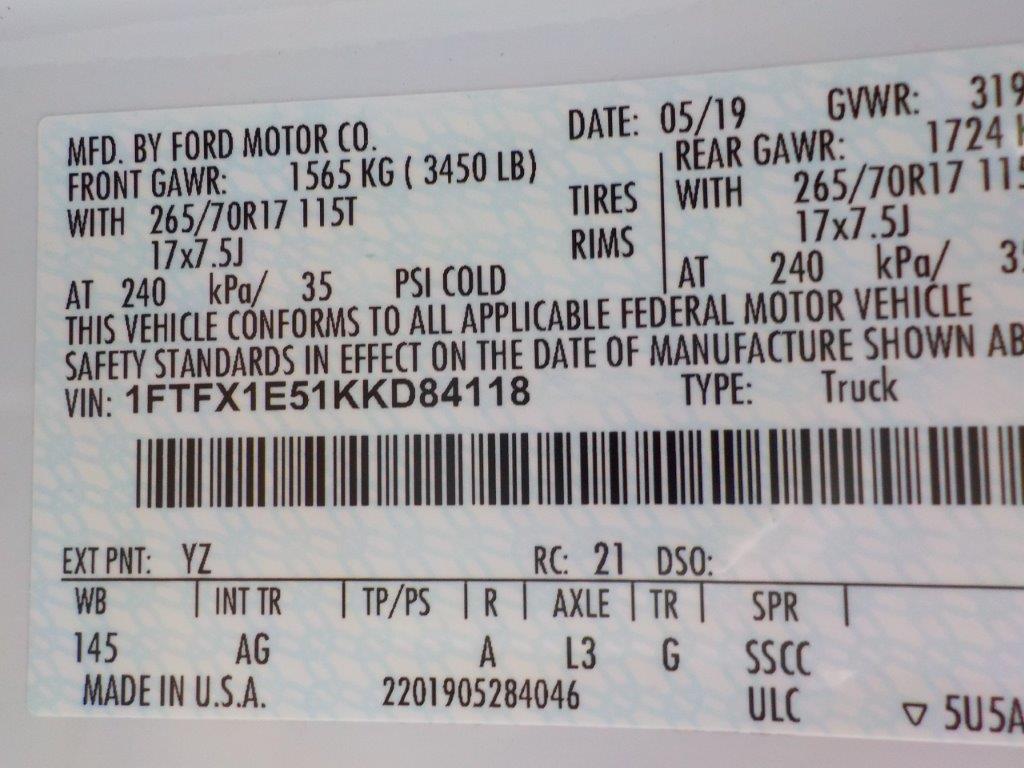 MFD. BY FORD MOTOR CO. DATE: 05/19 GVWR: 319
FRONT GAWR: 1565 KG ( 3450 LB) REAR GAWR: 1724
WITH 265/70R17 115T TIRES WITH 265/70R17 115
17x7.5J RIMS 17x7.5J
AT 240 kPa/ 35 PSI COLD AT 240 kPa/ 3
THIS VEHICLE CONFORMS TO ALL APPLICABLE FEDERAL MOTOR VEHICLE
SAFETY STANDARDS IN EFFECT ON THE DATE OF MANUFACTURE SHOWN AB
VIN: 1FTFX1E51KKD84118 TYPE: Truck
EXT PNT: YZ RC: 21 DSO:
WB | INT TR | TP/PS | R | AXLE | TR | SPR |
145 AG A L3 G SSCC
MADE IN U.S.A. 2201905284046 ULC ▽ 5U5A